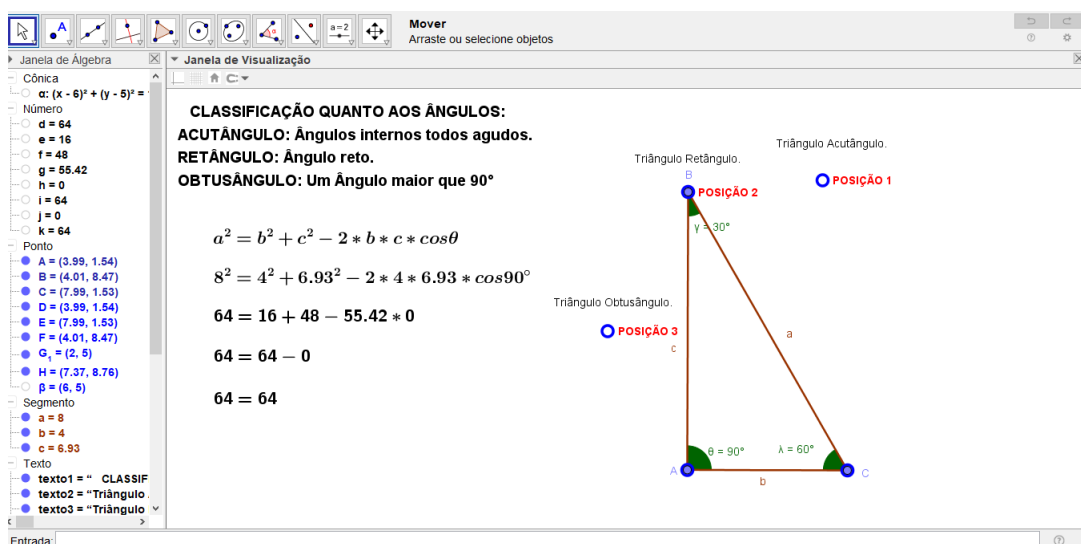 Mover
Arraste ou selecione objetos
A
a=2
Janela de Álgebra
Janela de Visualização
Cônica
α: (x - 6)² + (y - 5)² =
Número
d = 64
e = 16
f = 48
g = 55.42
h = 0
i = 64
j = 0
k = 64
Ponto
A = (3.99, 1.54)
B = (4.01, 8.47)
C = (7.99, 1.53)
D = (3.99, 1.54)
E = (7.99, 1.53)
F = (4.01, 8.47)
G₁ = (2, 5)
H = (7.37, 8.76)
β = (6, 5)
Segmento
a = 8
b = 4
c = 6.93
Texto
texto1 = “ CLASSIF
texto2 = “Triângulo
texto3 = “Triângulo
CLASSIFICAÇÃO QUANTO AOS ÂNGULOS:
ACUTÂNGULO: Ângulos internos todos agudos.
RETÂNGULO: Ângulo reto.
OBTUSÂNGULO: Um Ângulo maior que 90°
a² = b² + c² − 2 * b * c * cosθ
8² = 4² + 6.93² − 2 * 4 * 6.93 * cos90°
64 = 16 + 48 − 55.42 * 0
64 = 64 − 0
64 = 64
Triângulo Acutângulo.
POSIÇÃO 1
Triângulo Retângulo.
B
POSIÇÃO 2
γ = 30°
Triângulo Obtusângulo.
POSIÇÃO 3
c
a
θ = 90°
λ = 60°
A
C
b
Entrada: